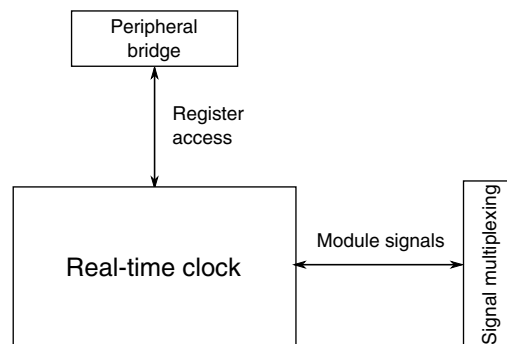 Peripheral
bridge
Register
access
Real-time clock
Module signals
Signal multiplexing